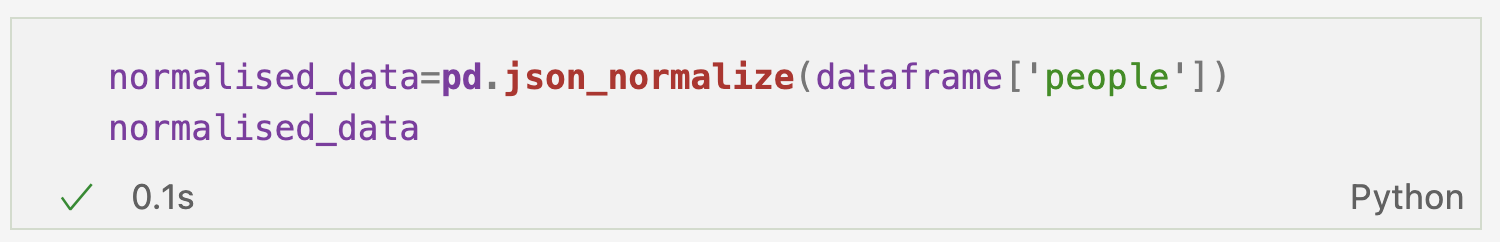 normalised_data=pd.json_normalize(dataframe['people'])
normalised_data
0.1s
Python